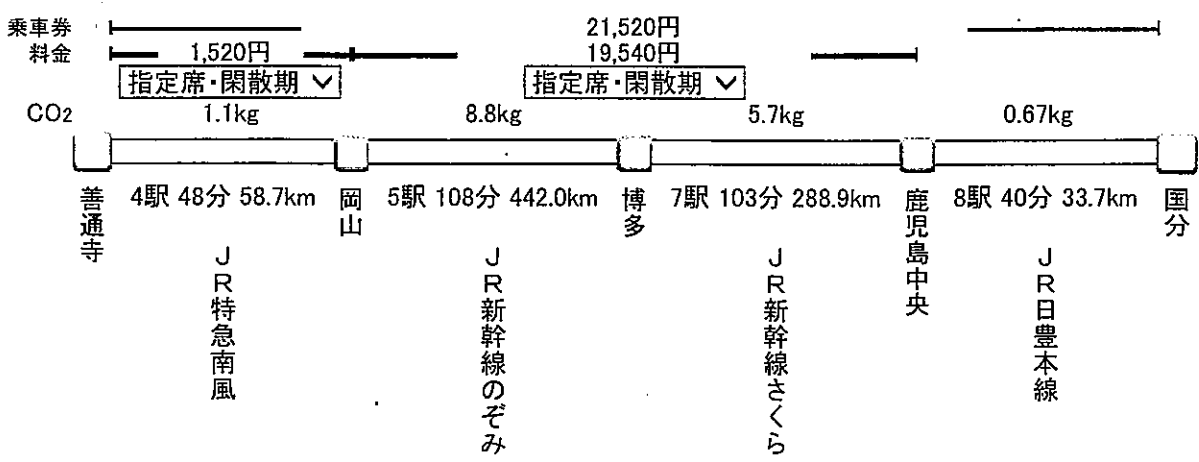 乗車券 21,520円
料金 1,520円 19,540円
指定席・閑散期 指定席・閑散期
CO2 1.1kg 8.8kg 5.7kg 0.67kg
善通寺 4駅 48分 58.7km 岡山 5駅 108分 442.0km 博多 7駅 103分 288.9km 鹿児島中央 8駅 40分 33.7km 国分
JR特急南風
JR新幹線のぞみ
JR新幹線さくら
JR日豊本線